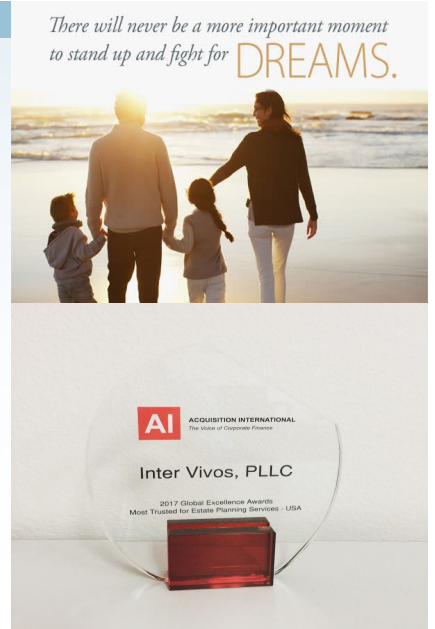 There will never be a more important moment
to stand up and fight for DREAMS.
AI ACQUISITION INTERNATIONAL
The Voice of Corporate Finance
Inter Vivos, PLLC
2017 Global Excellence Awards
Most Trusted for Estate Planning Services - USA